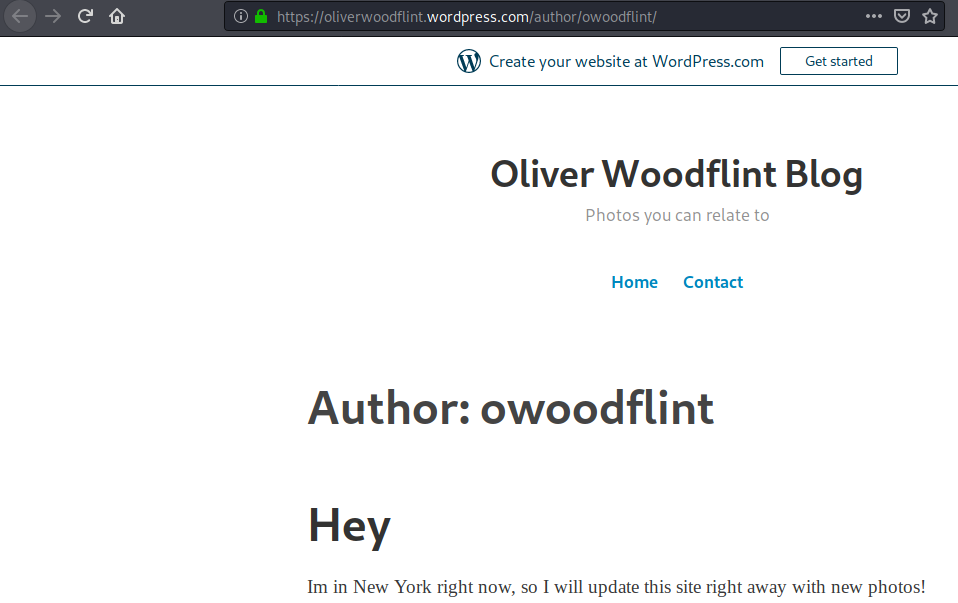 https://oliverwoodflint.wordpress.com/author/owoodflint/
Create your website at WordPress.com
Get started
Oliver Woodflint Blog
Photos you can relate to
Home Contact
Author: owoodflint
Hey
Im in New York right now, so I will update this site right away with new photos!